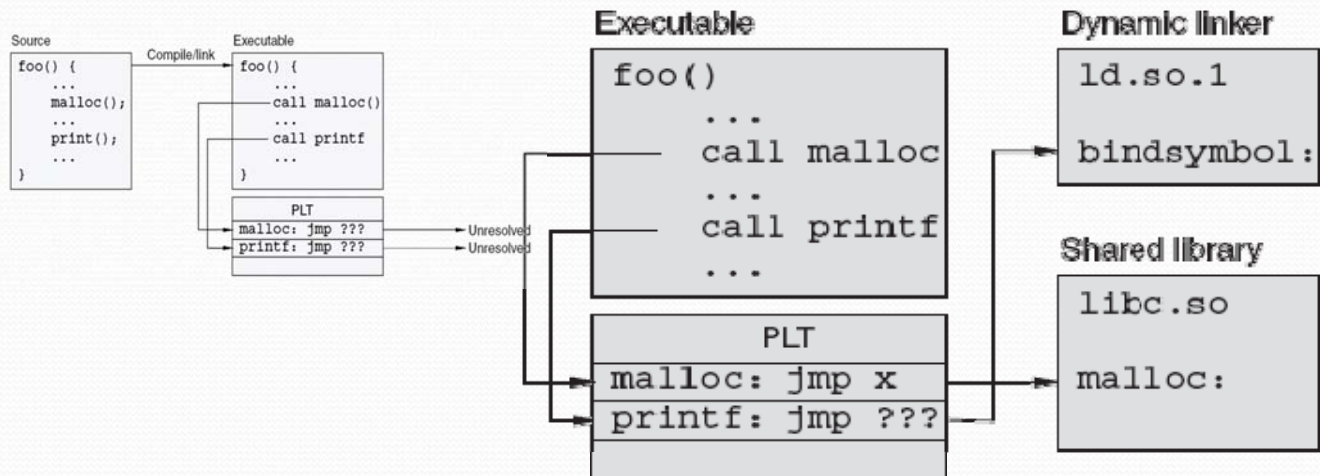 Source
foo() {
...
malloc();
...
print();
...
}
Compile/link
Executable
foo() {
...
call malloc()
...
call printf
...
}
PLT
malloc: jmp ???
printf: jmp ???
Unresolved
Unresolved
Executable
foo()
...
call malloc
...
call printf
...
PLT
malloc: jmp x
printf: jmp ???
Dynamic linker
ld.so.1
bindsymbol:
Shared library
libc.so
malloc: